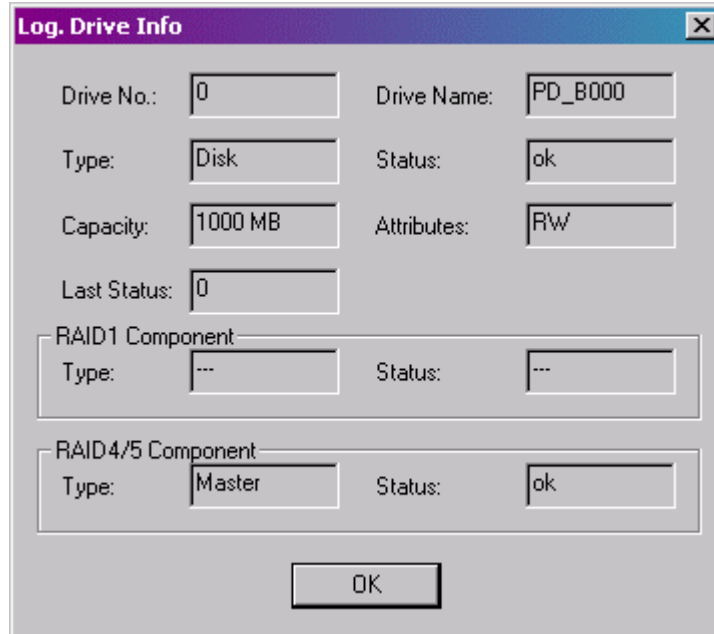 Log. Drive Info
Drive No.: 0 Drive Name: PD_B000
Type: Disk Status: ok
Capacity: 1000 MB Attributes: RW
Last Status: 0
RAID1 Component
Type: --- Status: ---
RAID4/5 Component
Type: Master Status: ok
OK